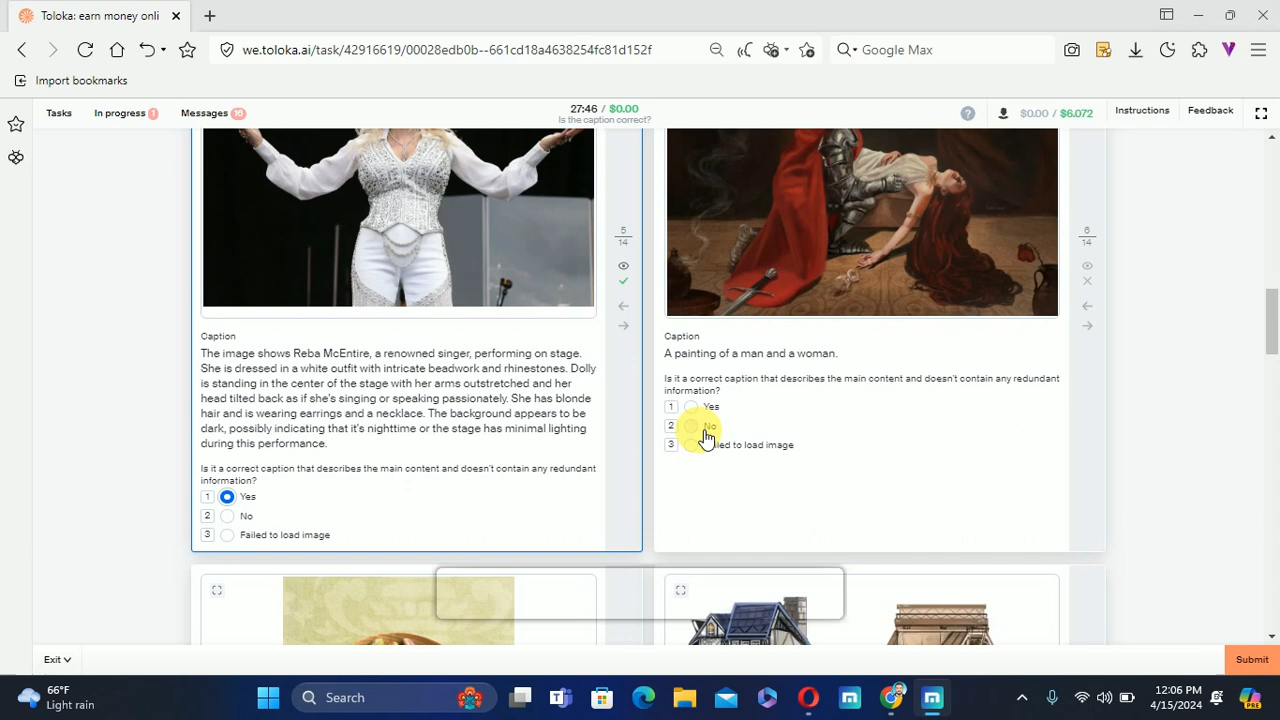 Toloka: earn money onli
we.toloka.ai/task/42916619/00028edb0b--661cd18a4638254fc81d152f
Google Max
Import bookmarks
Tasks
In progress 1
Messages 16
27:46 / $0.00
Is the caption correct?
$0.00 / $6.072
Instructions
Feedback
5
14
6
14
Caption
The image shows Reba McEntire, a renowned singer, performing on stage.
She is dressed in a white outfit with intricate beadwork and rhinestones. Dolly
is standing in the center of the stage with her arms outstretched and her
head tilted back as if she's singing or speaking passionately. She has blonde
hair and is wearing earrings and a necklace. The background appears to be
dark, possibly indicating that it's nighttime or the stage has minimal lighting
during this performance.
Is it a correct caption that describes the main content and doesn't contain any redundant
information?
1 Yes
2 No
3 Failed to load image
Caption
A painting of a man and a woman.
Is it a correct caption that describes the main content and doesn't contain any redundant
information?
1 Yes
2 No
3 Failed to load image
Exit
Submit
66°F
Light rain
Search
12:06 PM
4/15/2024
PRE